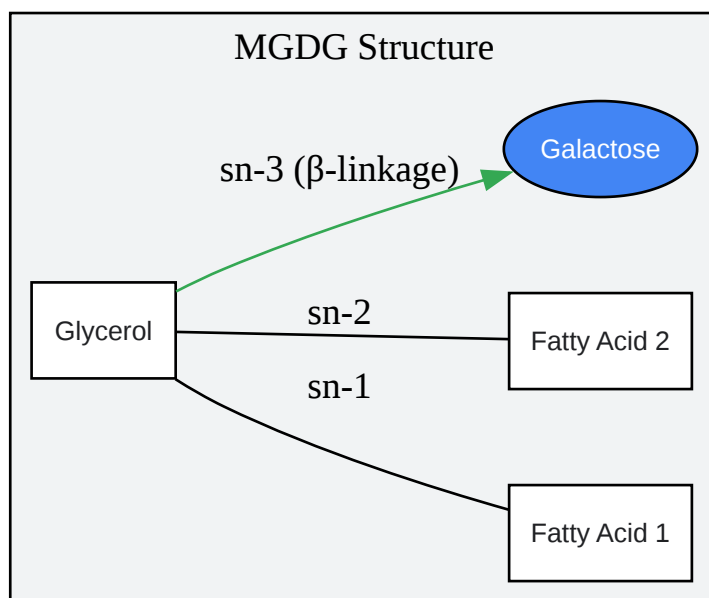 MGDG Structure
Galactose
sn-3 (β-linkage)
Glycerol
sn-2
Fatty Acid 2
sn-1
Fatty Acid 1